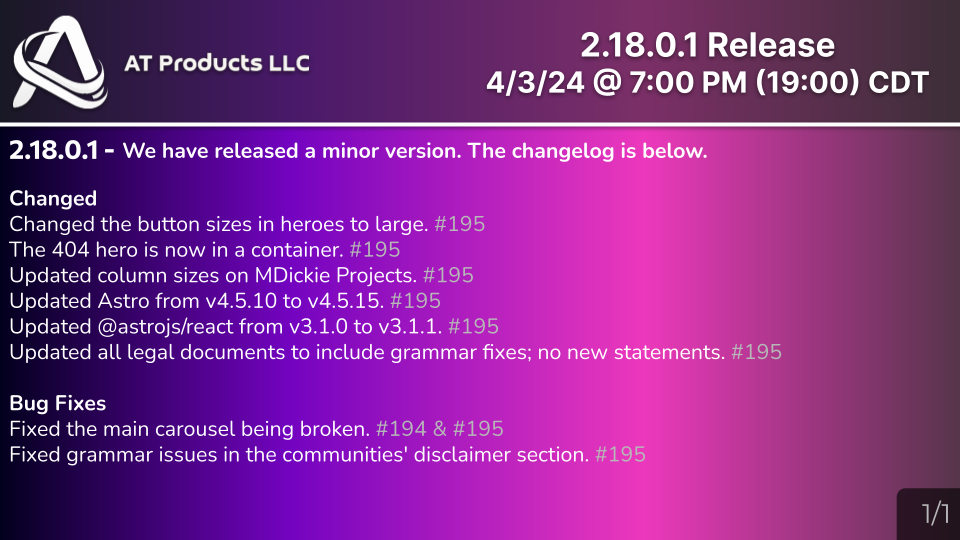 AT Products LLC
2.18.0.1 Release
4/3/24 @ 7:00 PM (19:00) CDT
2.18.0.1 - We have released a minor version. The changelog is below.
Changed
Changed the button sizes in heroes to large. #195
The 404 hero is now in a container. #195
Updated column sizes on MDickie Projects. #195
Updated Astro from v4.5.10 to v4.5.15. #195
Updated @astrojs/react from v3.1.0 to v3.1.1. #195
Updated all legal documents to include grammar fixes; no new statements. #195
Bug Fixes
Fixed the main carousel being broken. #194 & #195
Fixed grammar issues in the communities' disclaimer section. #195
1/1